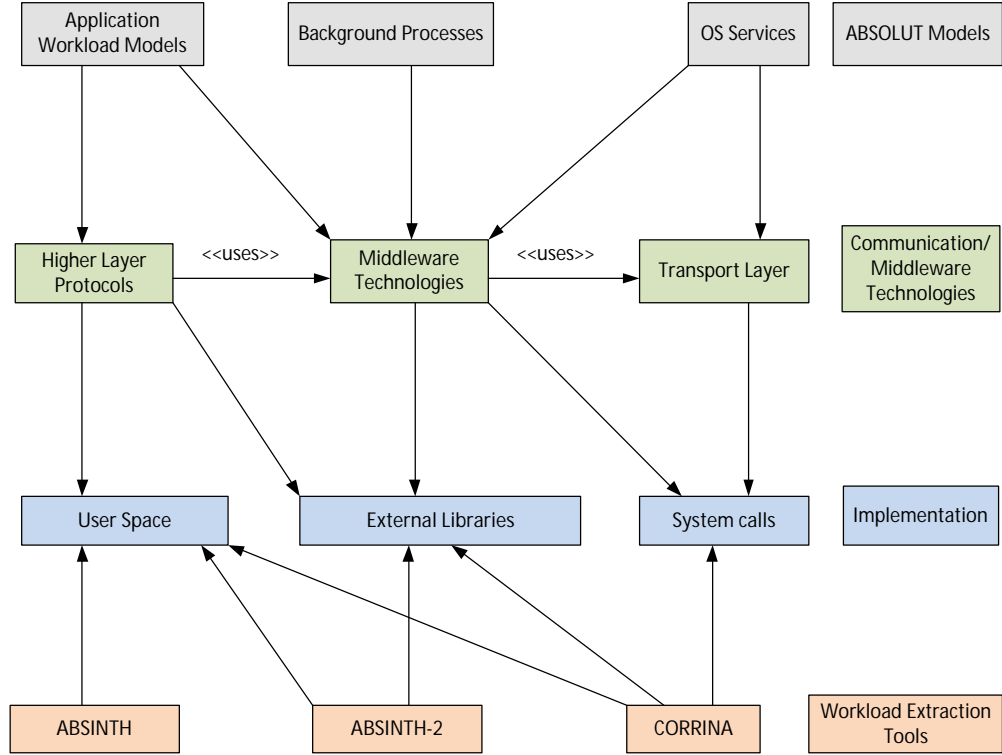 Application
Workload Models
Background Processes
OS Services
ABSOLUT Models
Higher Layer
Protocols
<<uses>>
Middleware
Technologies
<<uses>>
Transport Layer
Communication/
Middleware
Technologies
User Space
External Libraries
System calls
Implementation
ABSINTH
ABSINTH-2
CORRINA
Workload Extraction
Tools